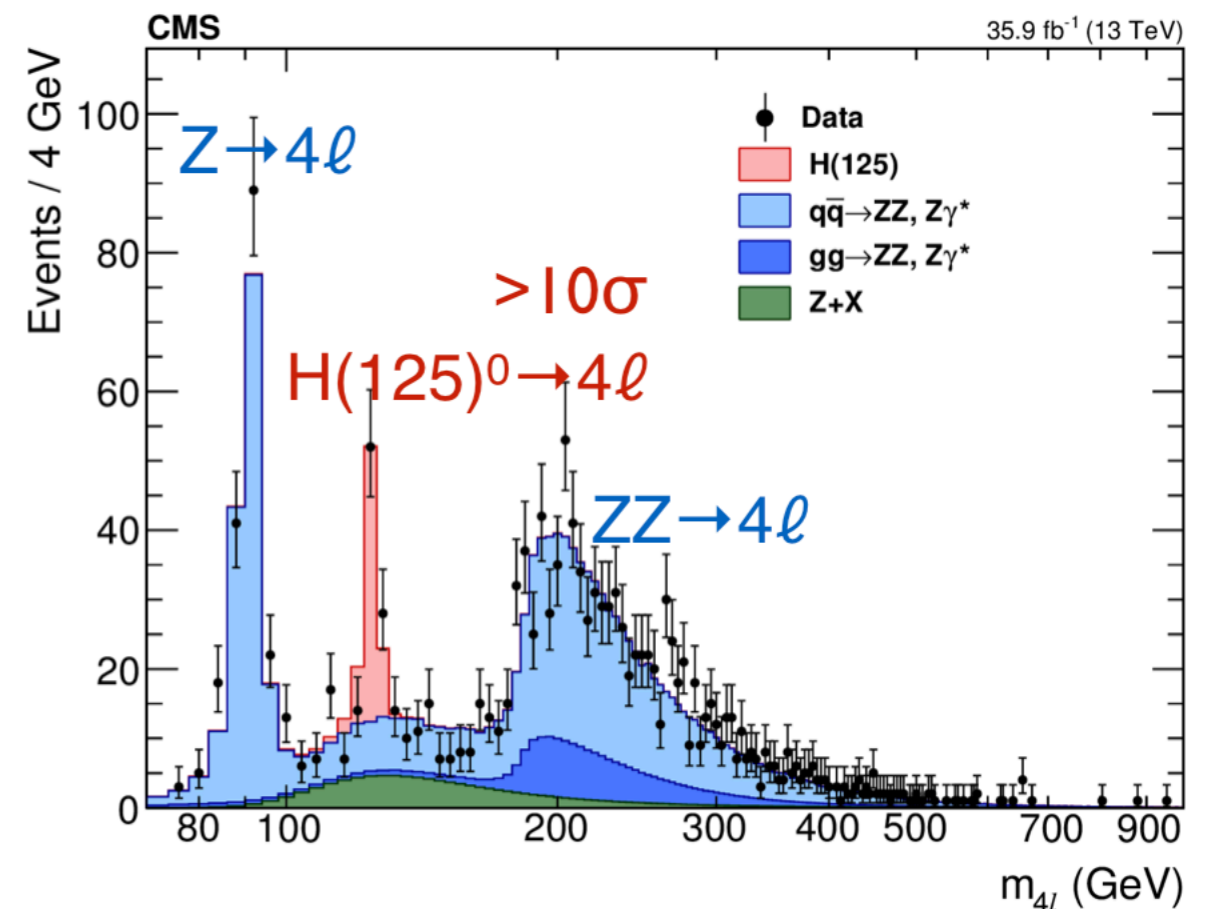 CMS
35.9 fb⁻¹ (13 TeV)
Events / 4 GeV
100
80
60
40
20
0
Z→4ℓ
>10σ
H(125)⁰→4ℓ
ZZ→4ℓ
Data
H(125)
qq̄→ZZ, Zγ*
gg→ZZ, Zγ*
Z+X
80 100 200 300 400 500 700 900
m₄ₗ (GeV)